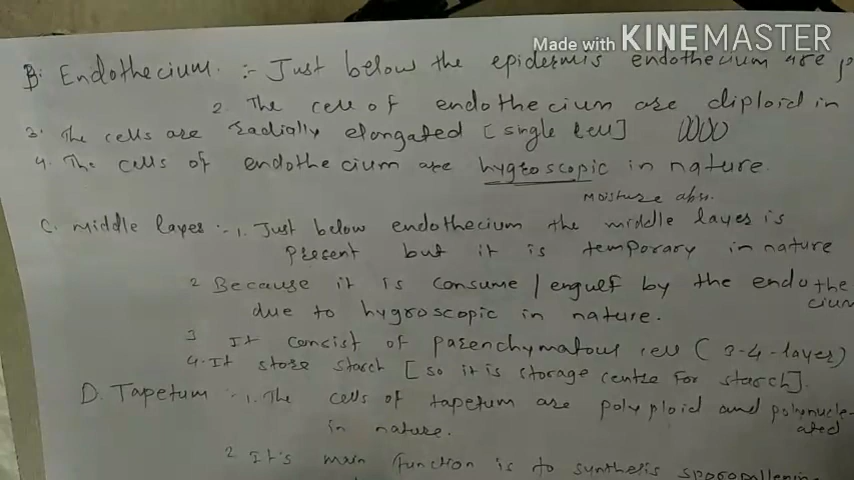 Made with KINEMASTER
B. Endothecium :- Just below the epidermis endothecium are
2. The cell of endothecium are diploid in
3. The cells are radially elongated [single cell]
4. The cells of endothecium are hygroscopic in nature.
Moisture abs.
C. Middle layer :- 1. Just below endothecium the middle layer is
present but it is temporary in nature
2 Because it is consume / engulf by the endothe
cium
due to hygroscopic in nature.
3 It consist of parenchymatous cell (3-4-layer)
4. It store starch [so it is storage centre for starch].
D. Tapetum :- 1. The cells of tapetum are polyploid and polynucle-
ated
in nature.
2 It's main function is to synthesis sporopollenin